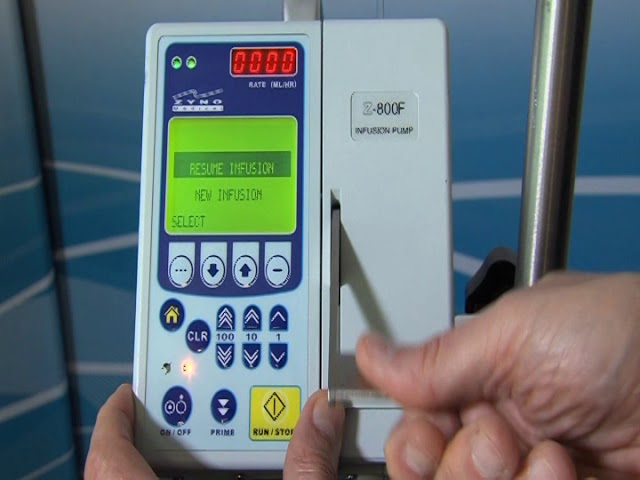 0000
RATE (ML/HR)
ZYNO
Medical
Z-800F
INFUSION PUMP
RESUME INFUSION
NEW INFUSION
SELECT
CLR
100
10
1
ON/OFF
PRIME
RUN/STOP